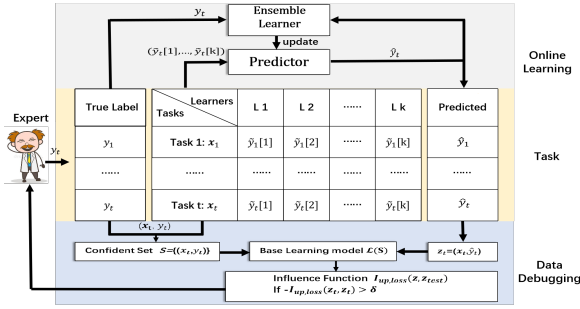 y_t
Ensemble Learner
update
(ỹ_t[1],..., ỹ_t[k])
Predictor
ŷ_t
Online Learning
Expert
y_t
True Label
Learners
Tasks
L 1
L 2
......
L k
Predicted
y_1
Task 1: x_1
ỹ_1[1]
ỹ_1[2]
ỹ_1[k]
ŷ_1
......
......
......
......
......
......
y_t
Task t: x_t
ỹ_t[1]
ỹ_t[2]
ỹ_t[k]
ŷ_t
Task
(x_t, y_t)
Confident Set S={(x_t,y_t)}
Base Learning model ℒ(S)
z_t=(x_t,ŷ_t)
Influence Function I_up,loss(z, z_test)
If -I_up,loss(z_t, z_t) > δ
Data Debugging